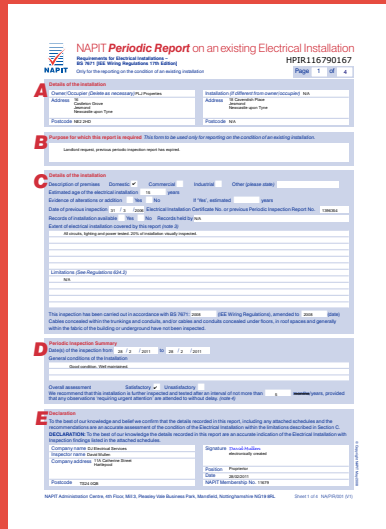 NAPIT
NAPIT Periodic Report on an existing Electrical Installation
Requirements for Electrical Installations –
BS 7671 (IEE Wiring Regulations 17th Edition)
Only for the reporting on the condition of an existing installation
HPIR116790167
Page 1 of 4
A
Details of the Installation
Owner/Occupier (Delete as necessary) PLJ Properties
Address 16
Castleton Grove
Jesmond
Newcastle upon Tyne
Postcode NE2 2HD
Installation (if different from owner/occupier) N/A
Address 16 Cavendish Place
Jesmond
Newcastle upon Tyne
Postcode N/A
B
Purpose for which this report is required This form to be used only for reporting on the condition of an existing installation.
Landlord request, previous periodic inspection report has expired.
C
Details of the Installation
Description of premises Domestic ✔ Commercial Industrial Other (please state)
Estimated age of the electrical installation 15 years
Evidence of alterations or addition Yes No If 'Yes', estimated years
Date of previous inspection Electrical Installation Certificate No. or previous Periodic Inspection/Report No.
Records of installation available Yes No Records held by N/A
Extent of electrical installation covered by this report (note 3)
All circuits, lighting and power tested. 20% of installation visually inspected.
Limitations (See Regulations 634.2)
N/A
This inspection has been carried out in accordance with BS 7671 2008 (IEE Wiring Regulations), amended to 2008 (date)
Cables concealed within the trunkings and conduits, and/or cables and conduits concealed under floors, in roof spaces and generally
within the fabric of the building or underground have not been inspected.
D
Periodic Inspection Summary
Date(s) of the inspection from 28 / 2 / 2011 to 28 / 2 / 2011
General conditions of the Installation
Good condition. Well maintained.
Overall assessment Satisfactory ✔ Unsatisfactory
We recommend that this installation is further inspected and tested after an interval of not more than 5 years, provided
that any observations 'requiring urgent attention' are attended to without delay. (note 4)
E
Declaration
To the best of our knowledge and belief we confirm that the details recorded in this report, including any attached schedules and the
recommendations are an accurate assessment of the condition of the Electrical Installation within the limitations described in Section C.
DECLARATION: To the best of our knowledge the details recorded in this report are an accurate indication of the Electrical Installation with
inspection findings listed in the attached schedules.
Company name DJ Electrical Services
Inspector name David Mullen
Company address 17A Catherine Street
Hartlepool
Postcode TS24 0QB
Signature David Mullen
electronically created
Position Proprietor
Date 28/02/2011
NAPIT Membership No. 11679
© Copyright NAPIT May 2008
NAPIT Administration Centre, 4th Floor, Mill 3, Pleasley Vale Business Park, Mansfield, Nottinghamshire NG19 8RL Sheet 1 of 4 NAPIR/002 (V1)